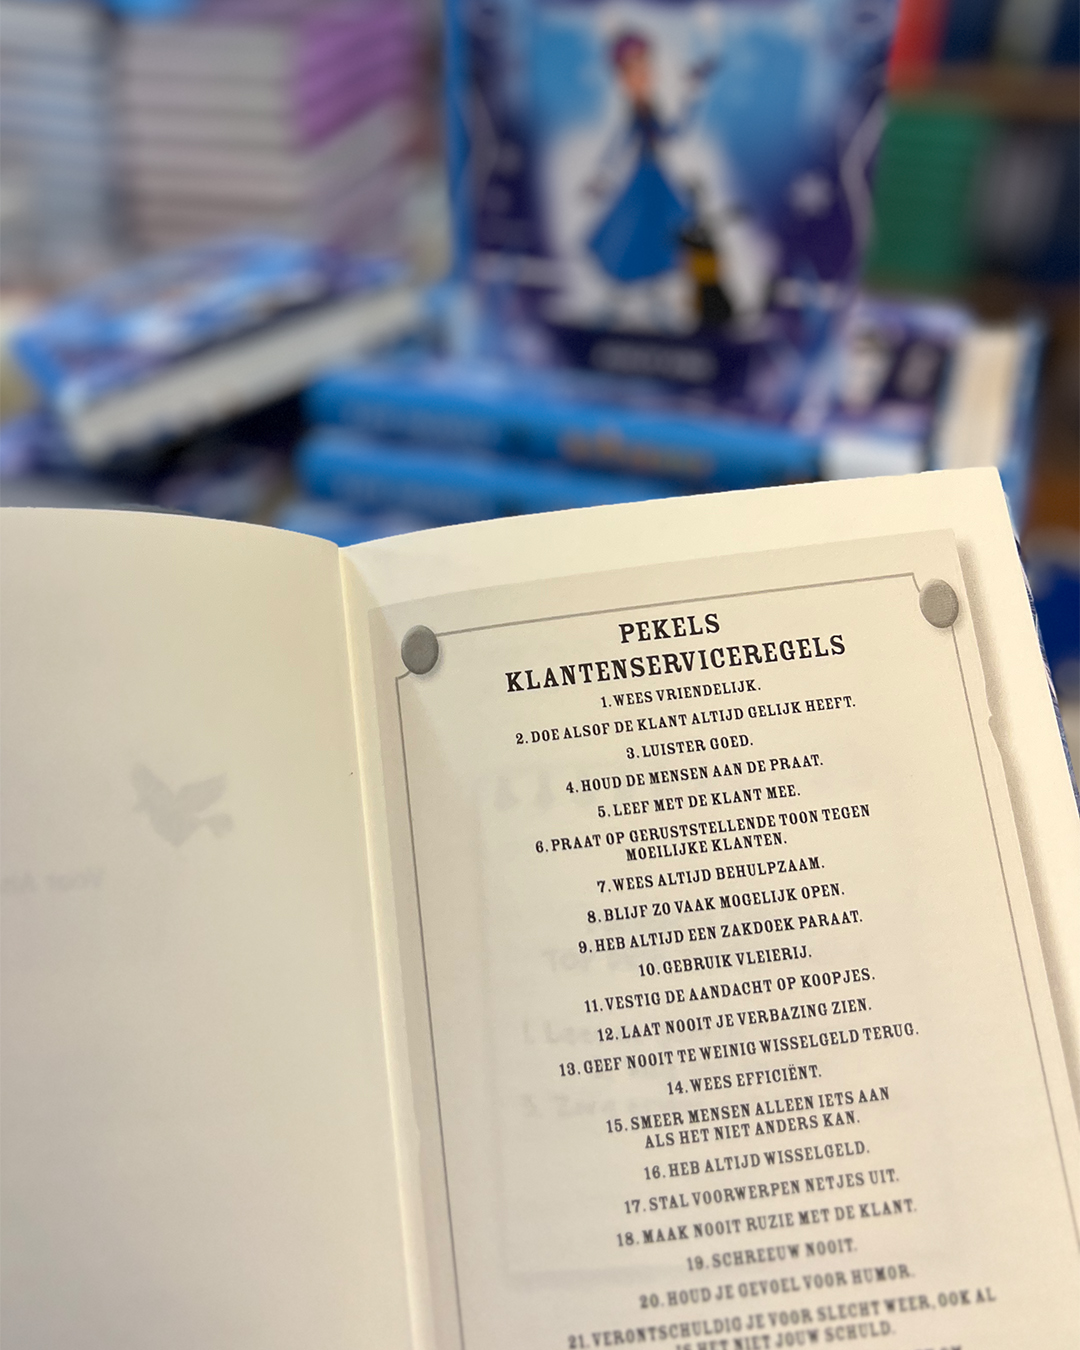 PEKELS
KLANTENSERVICEREGELS
1. WEES VRIENDELIJK.
2. DOE ALSOF DE KLANT ALTIJD GELIJK HEEFT.
3. LUISTER GOED.
4. HOUD DE MENSEN AAN DE PRAAT.
5. LEEF MET DE KLANT MEE.
6. PRAAT OP GERUSTSTELLENDE TOON TEGEN
MOEILIJKE KLANTEN.
7. WEES ALTIJD BEHULPZAAM.
8. BLIJF ZO VAAK MOGELIJK OPEN.
9. HEB ALTIJD EEN ZAKDOEK PARAAT.
10. GEBRUIK VLEIERIJ.
11. VESTIG DE AANDACHT OP KOOPJES.
12. LAAT NOOIT JE VERBAZING ZIEN.
13. GEEF NOOIT TE WEINIG WISSELGELD TERUG.
14. WEES EFFICIËNT.
15. SMEER MENSEN ALLEEN IETS AAN
ALS HET NIET ANDERS KAN.
16. HEB ALTIJD WISSELGELD.
17. STAL VOORWERPEN NETJES UIT.
18. MAAK NOOIT RUZIE MET DE KLANT.
19. SCHREEUW NOOIT.
20. HOUD JE GEVOEL VOOR HUMOR.
21. VERONTSCHULDIG JE VOOR SLECHT WEER, OOK AL
IS HET NIET JOUW SCHULD.